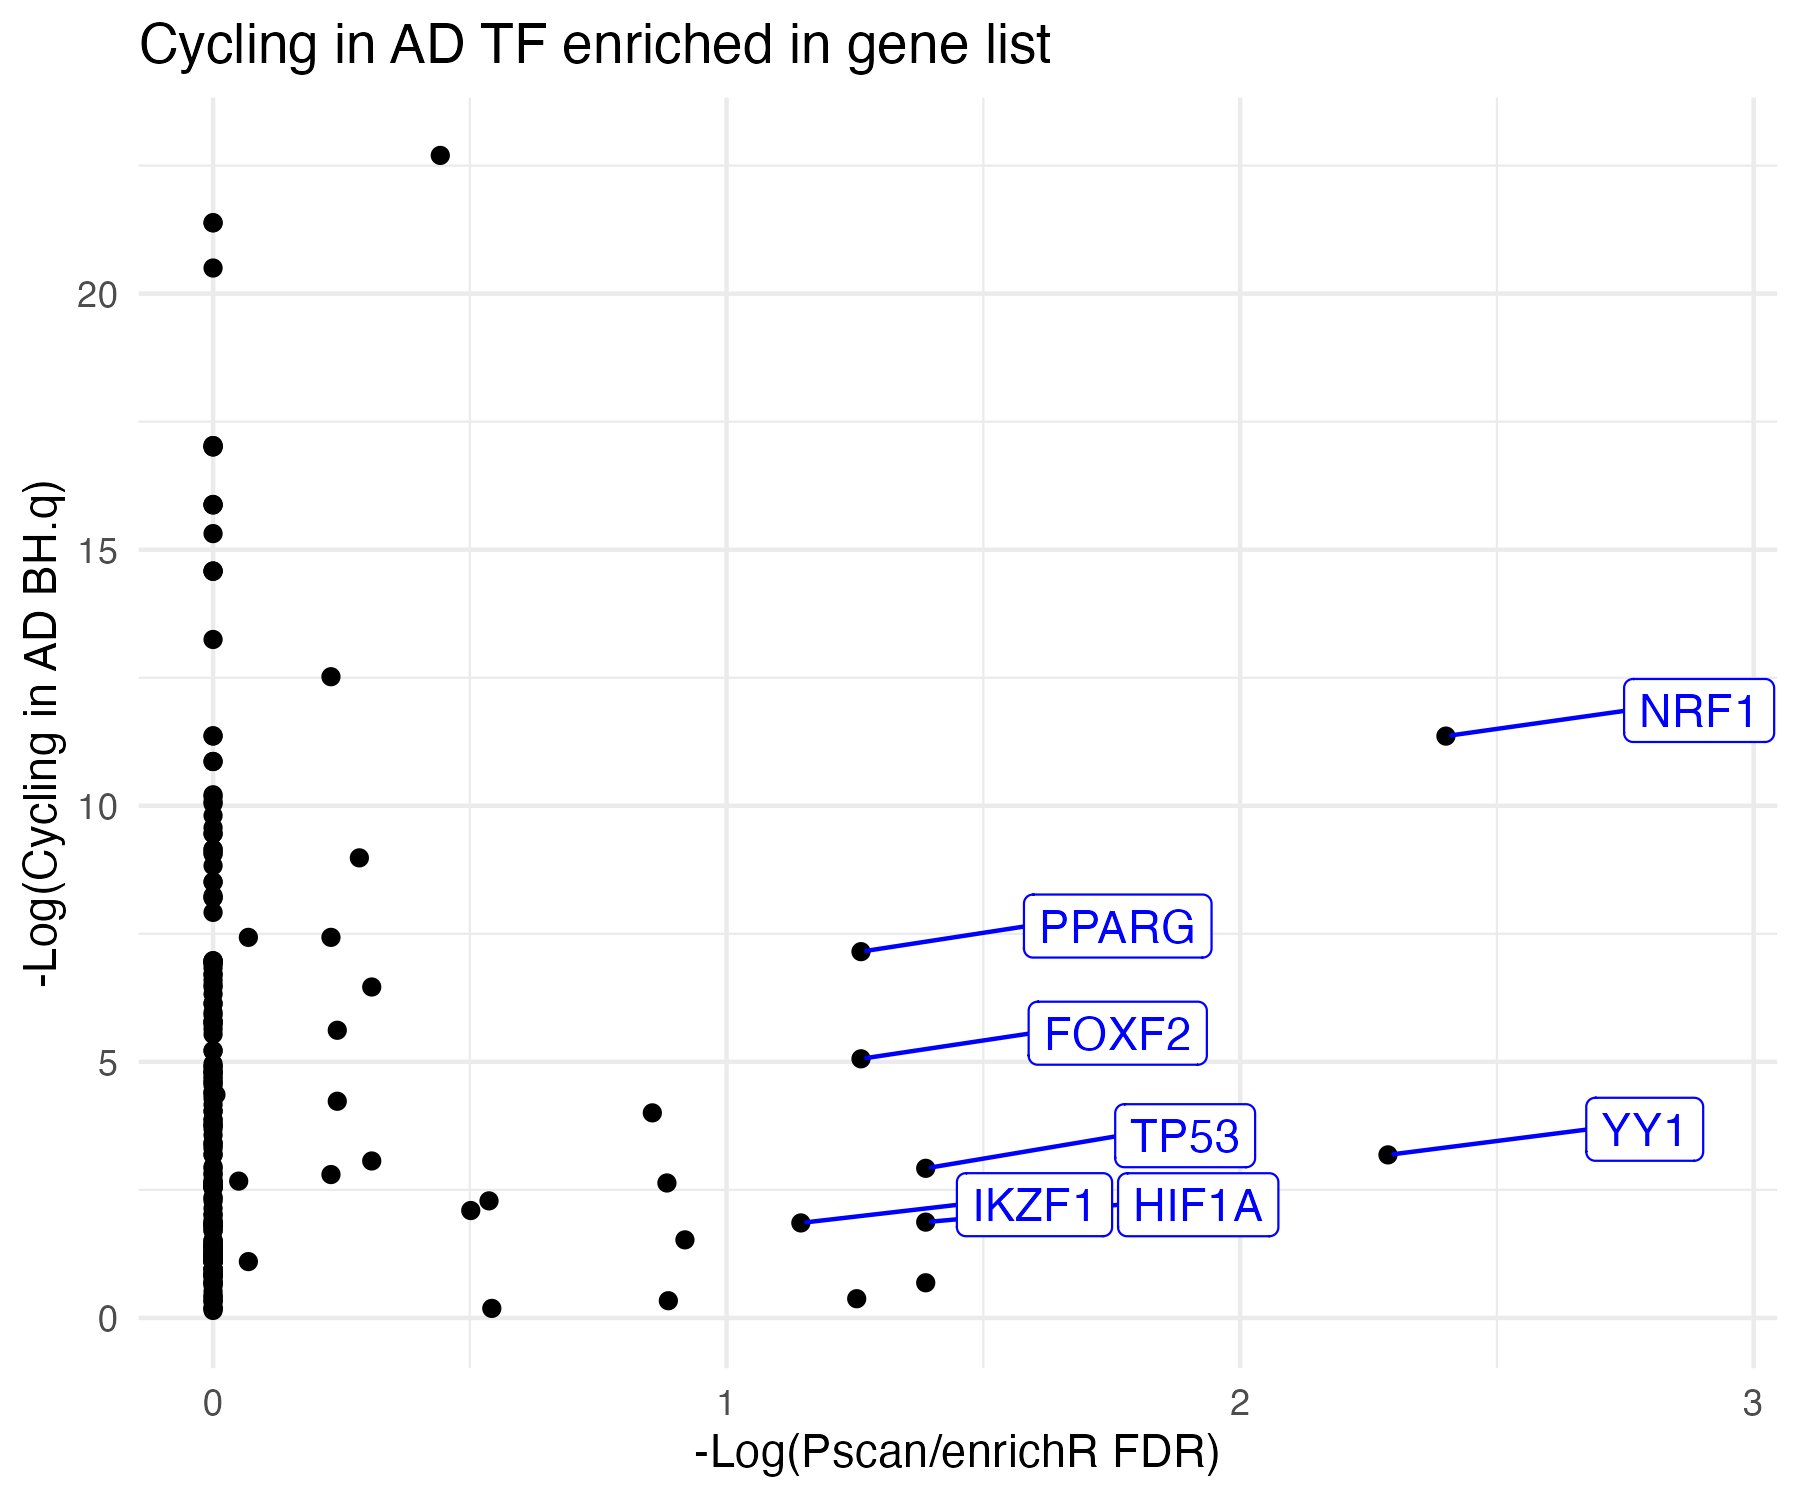 Cycling in AD TF enriched in gene list
-Log(Cycling in AD BH.q)
20
15
10
5
0
NRF1
PPARG
FOXF2
TP53
YY1
IKZF1
HIF1A
0
1
2
3
-Log(Pscan/enrichR FDR)